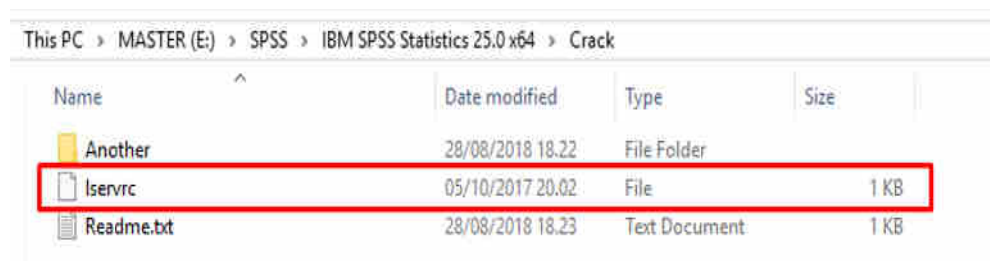 This PC > MASTER (E:) > SPSS > IBM SPSS Statistics 25.0 x64 > Crack
Name Date modified Type Size
Another 28/08/2018 18.22 File Folder
lservrc 05/10/2017 20.02 File 1 KB
Readme.txt 28/08/2018 18.23 Text Document 1 KB